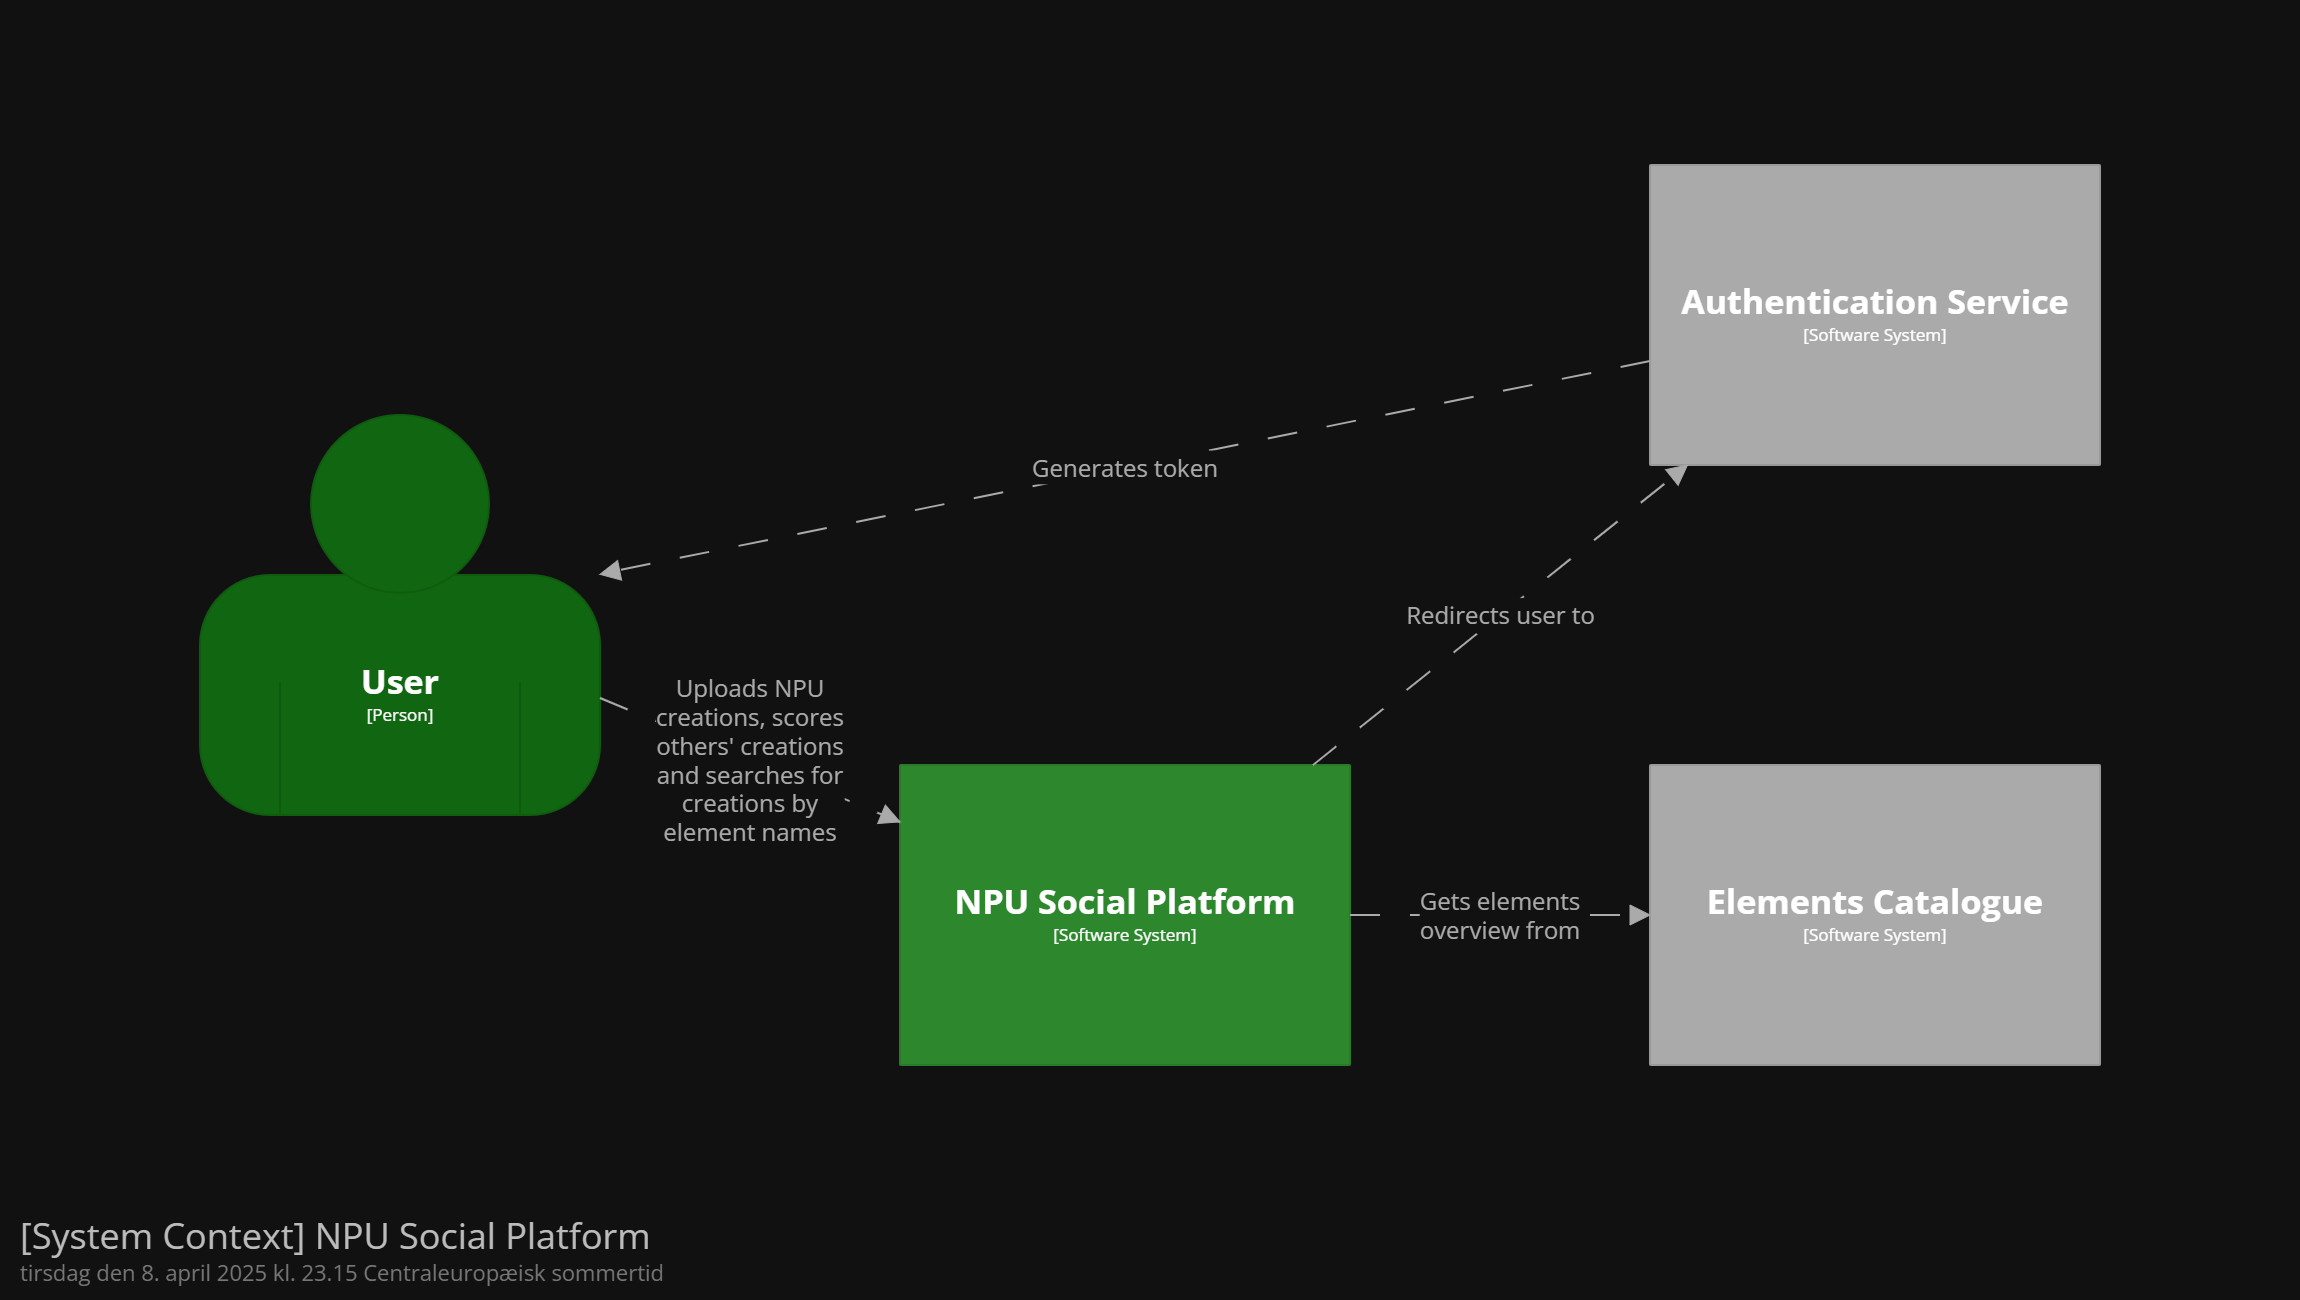 Authentication Service
[Software System]
Generates token
Redirects user to
User
[Person]
Uploads NPU
creations, scores
others' creations
and searches for
creations by
element names
NPU Social Platform
[Software System]
Gets elements
overview from
Elements Catalogue
[Software System]
[System Context] NPU Social Platform
tirsdag den 8. april 2025 kl. 23.15 Centraleuropæisk sommertid